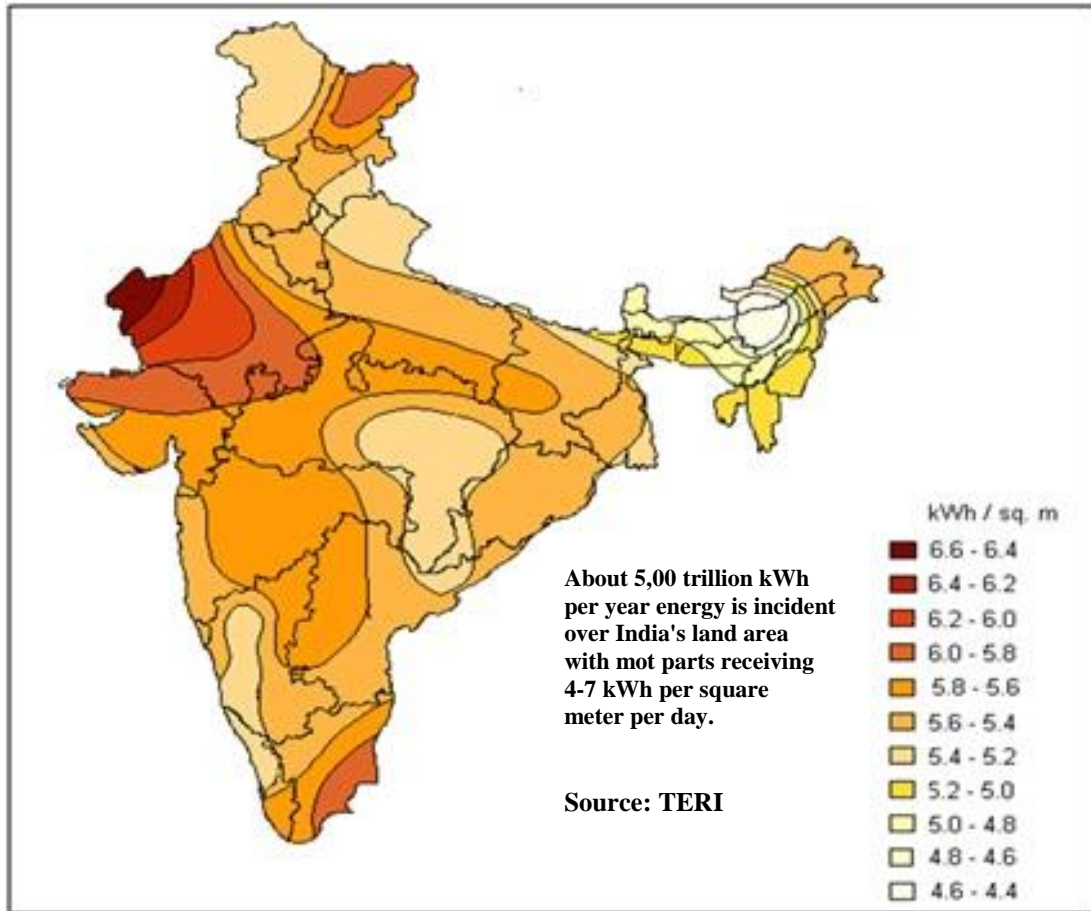 kWh / sq. m
6.6 - 6.4
6.4 - 6.2
6.2 - 6.0
6.0 - 5.8
5.8 - 5.6
5.6 - 5.4
5.4 - 5.2
5.2 - 5.0
5.0 - 4.8
4.8 - 4.6
4.6 - 4.4
About 5,00 trillion kWh
per year energy is incident
over India's land area
with mot parts receiving
4-7 kWh per square
meter per day.
Source: TERI